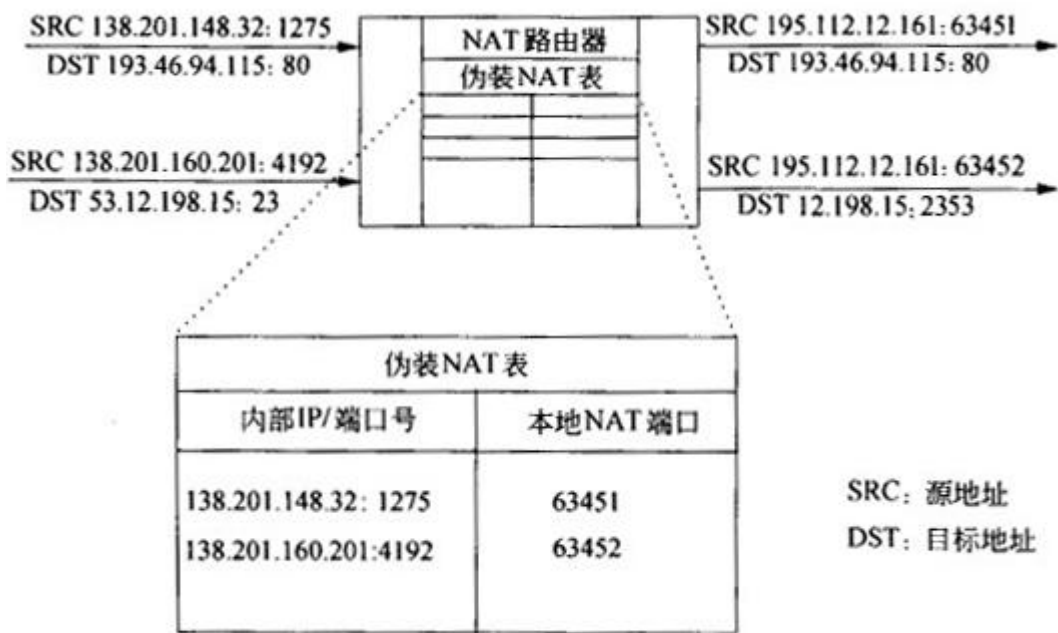 SRC 138.201.148.32: 1275
DST 193.46.94.115: 80
SRC 138.201.160.201: 4192
DST 53.12.198.15: 23
NAT 路由器
伪装NAT表
SRC 195.112.12.161: 63451
DST 193.46.94.115: 80
SRC 195.112.12.161: 63452
DST 12.198.15: 2353
伪装NAT表
内部IP/端口号 本地NAT端口
138.201.148.32: 1275 63451
138.201.160.201:4192 63452
SRC: 源地址
DST: 目标地址